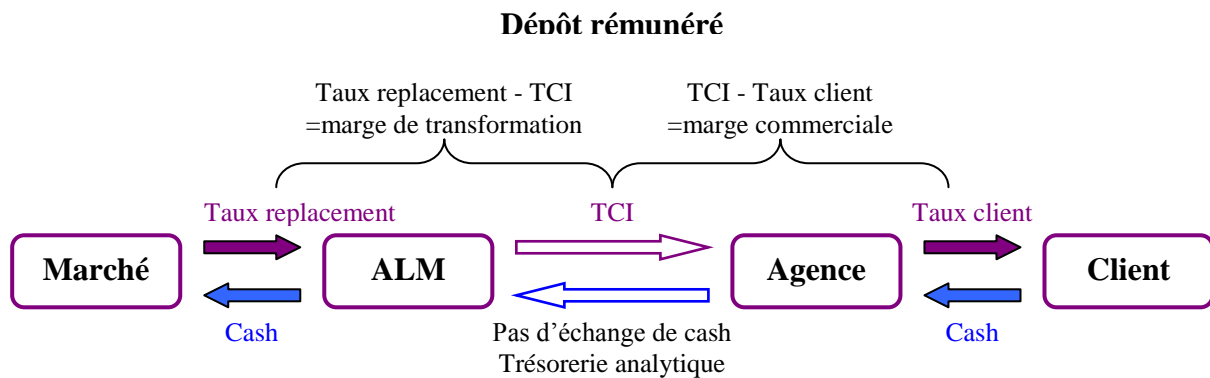 Dépôt rémunéré
Taux replacement - TCI
=marge de transformation
TCI - Taux client
=marge commerciale
Taux replacement
TCI
Taux client
Marché
ALM
Agence
Client
Cash
Pas d’échange de cash
Trésorerie analytique
Cash